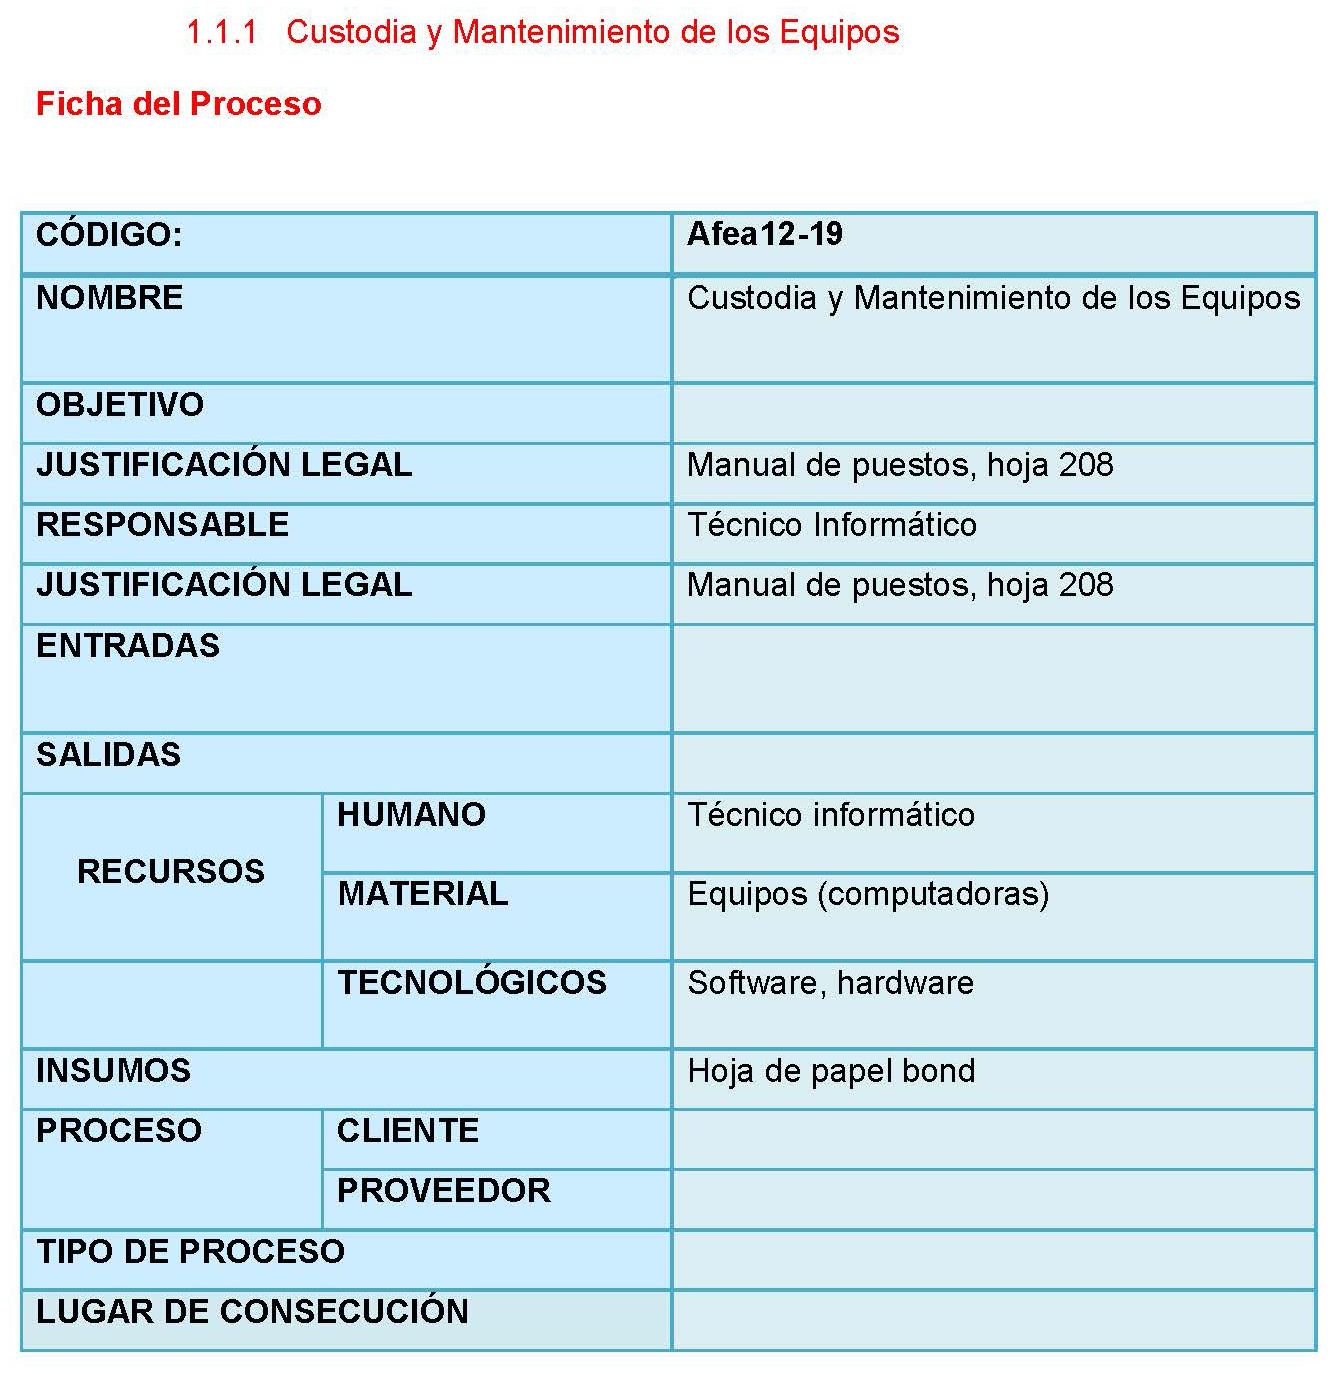 1.1.1 Custodia y Mantenimiento de los Equipos
Ficha del Proceso
CÓDIGO: Afea12-19
NOMBRE Custodia y Mantenimiento de los Equipos
OBJETIVO
JUSTIFICACIÓN LEGAL Manual de puestos, hoja 208
RESPONSABLE Técnico Informático
JUSTIFICACIÓN LEGAL Manual de puestos, hoja 208
ENTRADAS
SALIDAS
RECURSOS
HUMANO Técnico informático
MATERIAL Equipos (computadoras)
TECNOLÓGICOS Software, hardware
INSUMOS Hoja de papel bond
PROCESO CLIENTE
PROVEEDOR
TIPO DE PROCESO
LUGAR DE CONSECUCIÓN